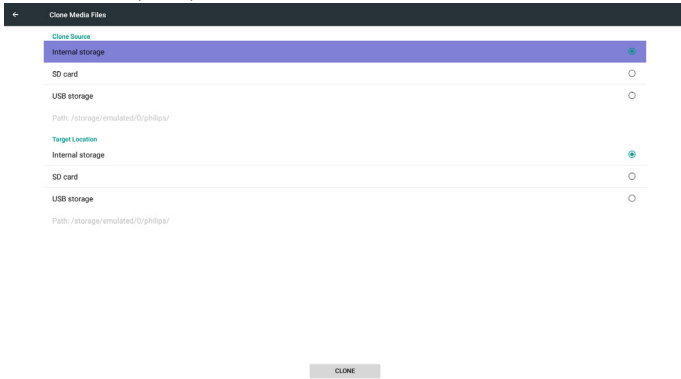 Clone Media Files
Clone Source
Internal storage
SD card
USB storage
Path: /storage/emulated/0/philips/
Target Location
Internal storage
SD card
USB storage
Path: /storage/emulated/0/philips/
CLONE